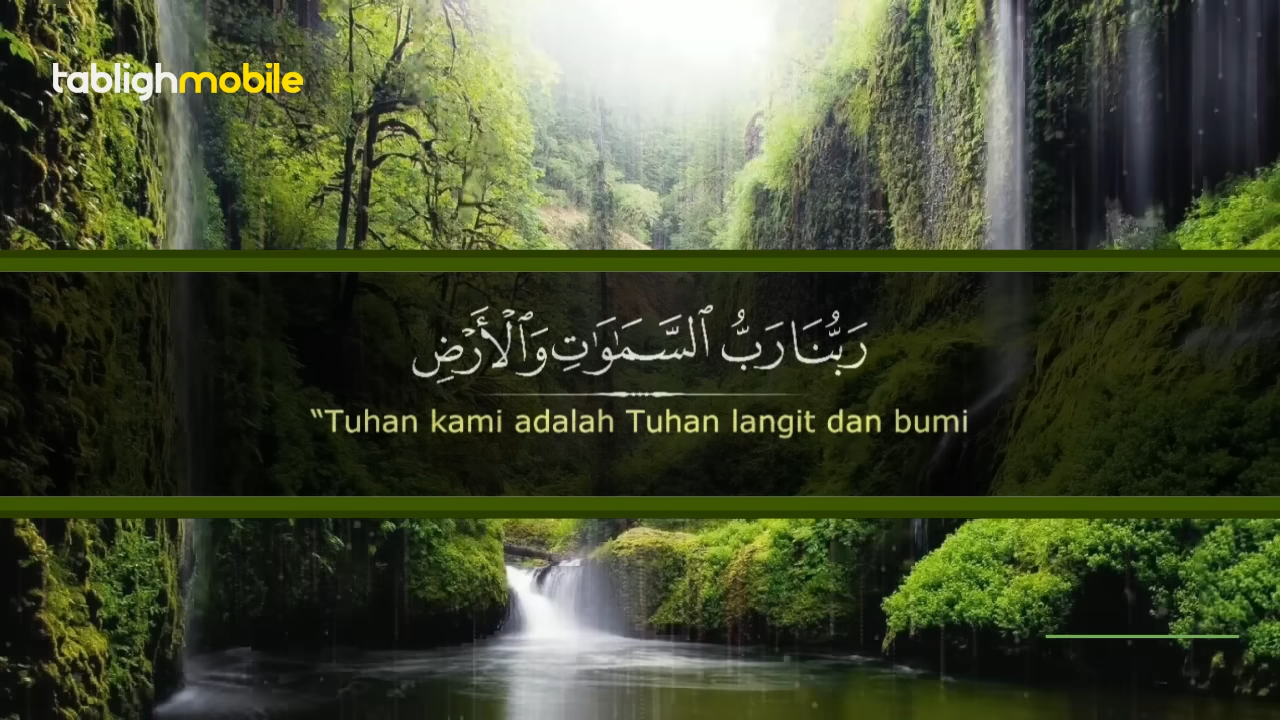 tablighmobile
رَبُّنَا رَبُّ ٱلسَّمَـٰوَٰتِ وَٱلْأَرْضِ
“Tuhan kami adalah Tuhan langit dan bumi